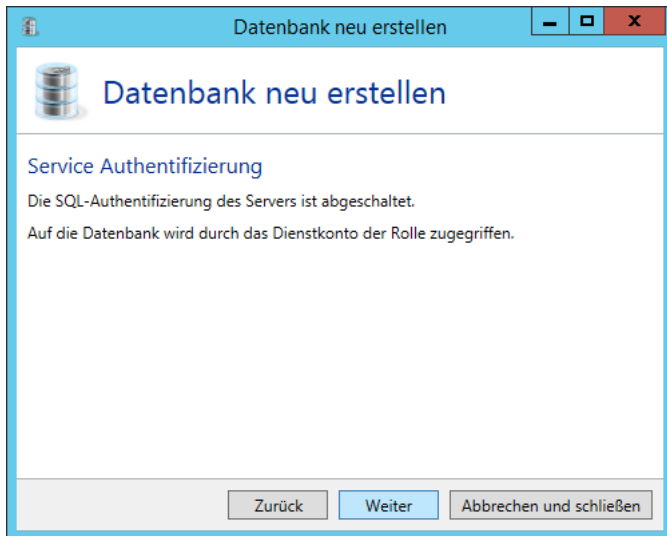 Datenbank neu erstellen
Datenbank neu erstellen
Service Authentifizierung
Die SQL-Authentifizierung des Servers ist abgeschaltet.
Auf die Datenbank wird durch das Dienstkonto der Rolle zugegriffen.
Zurück Weiter Abbrechen und schließen